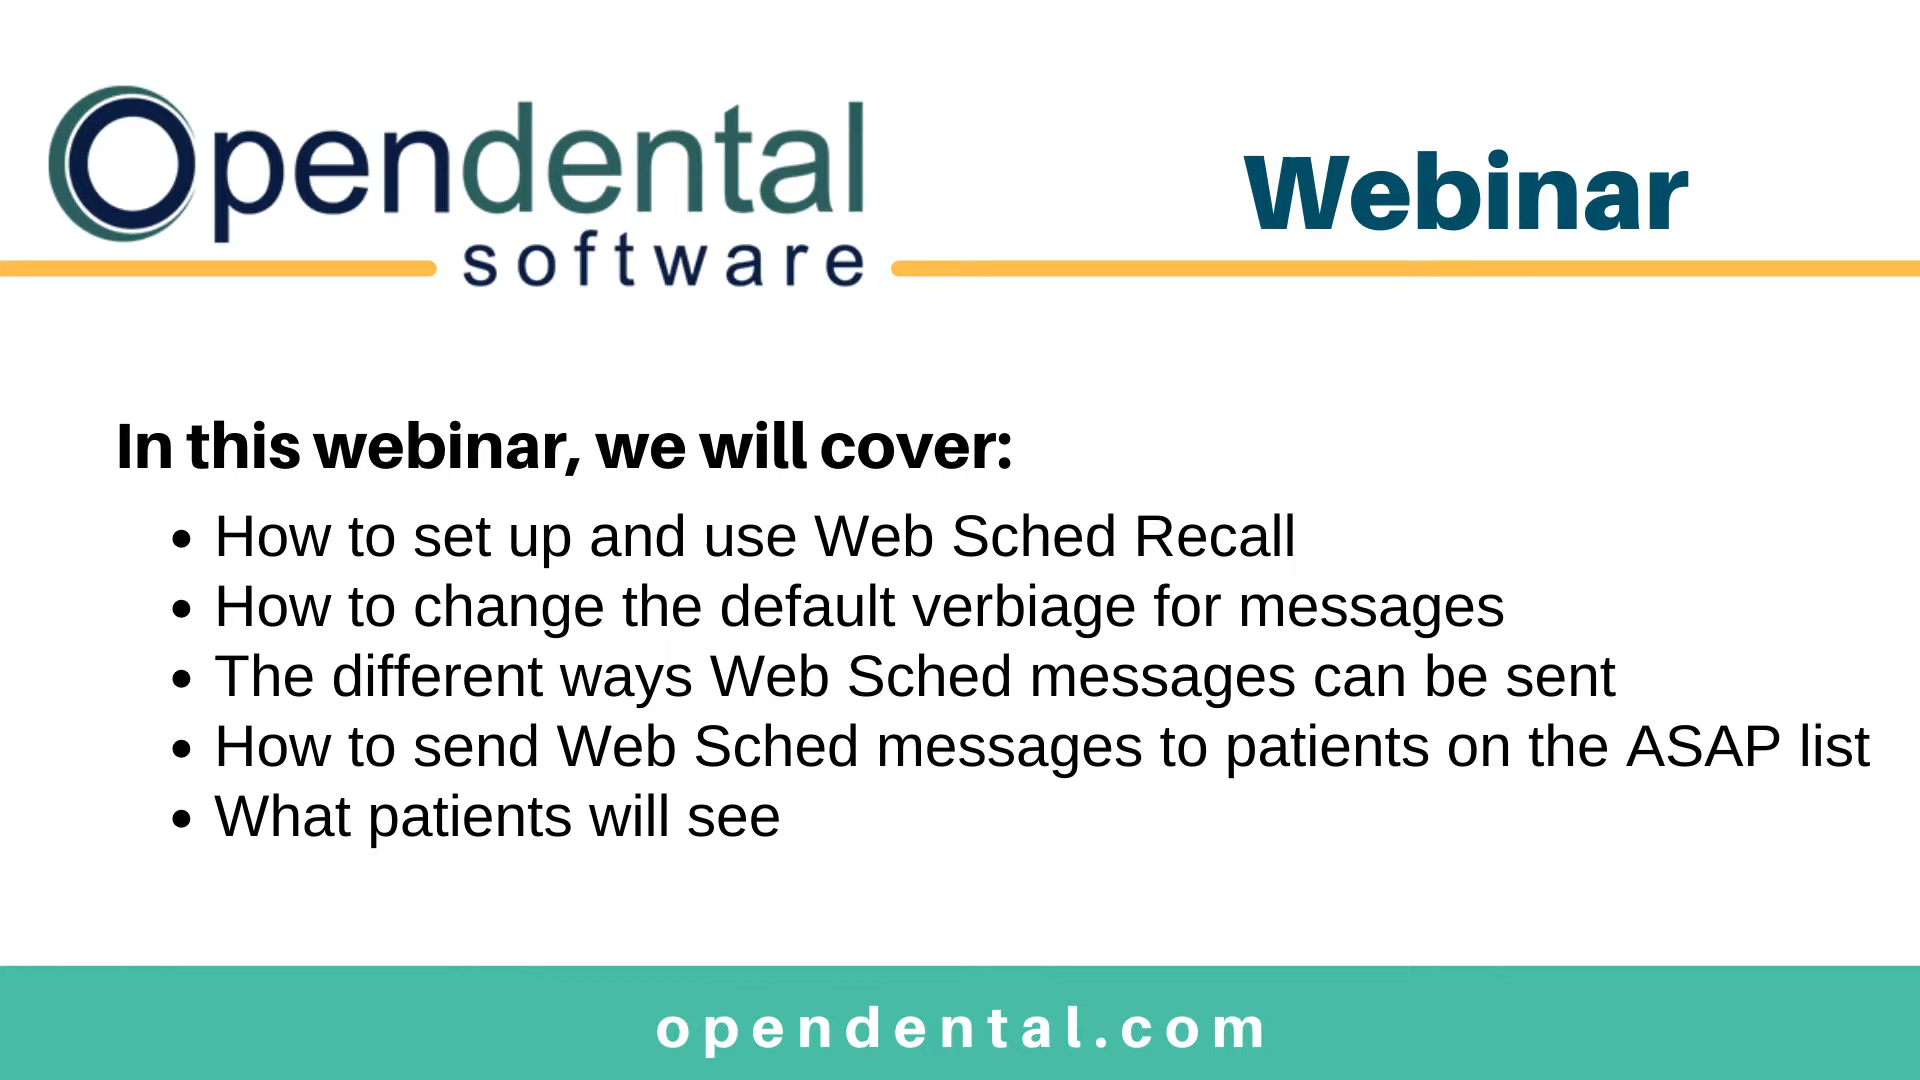 Opendental
software
Webinar
In this webinar, we will cover:
• How to set up and use Web Sched Recall
• How to change the default verbiage for messages
• The different ways Web Sched messages can be sent
• How to send Web Sched messages to patients on the ASAP list
• What patients will see
opendental.com